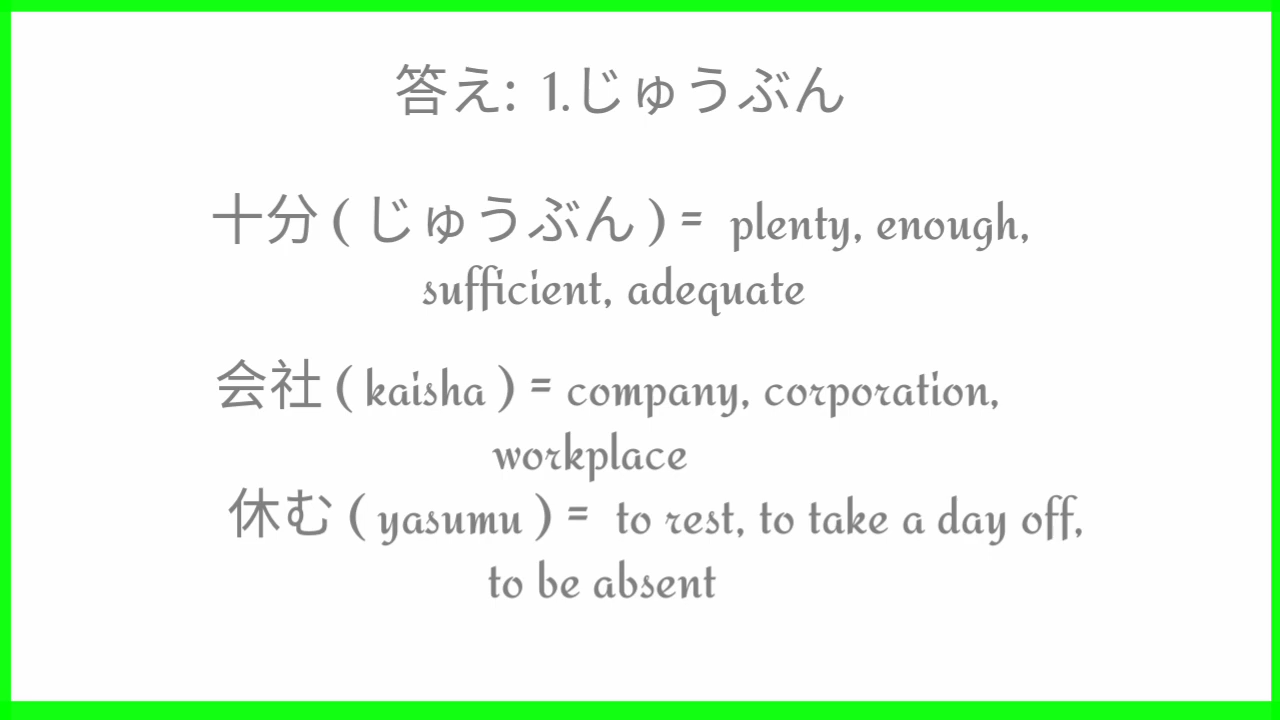 答え: 1.じゅうぶん
十分 ( じゅうぶん ) = plenty, enough,
sufficient, adequate
会社 ( kaisha ) = company, corporation,
workplace
休む ( yasumu ) = to rest, to take a day off,
to be absent